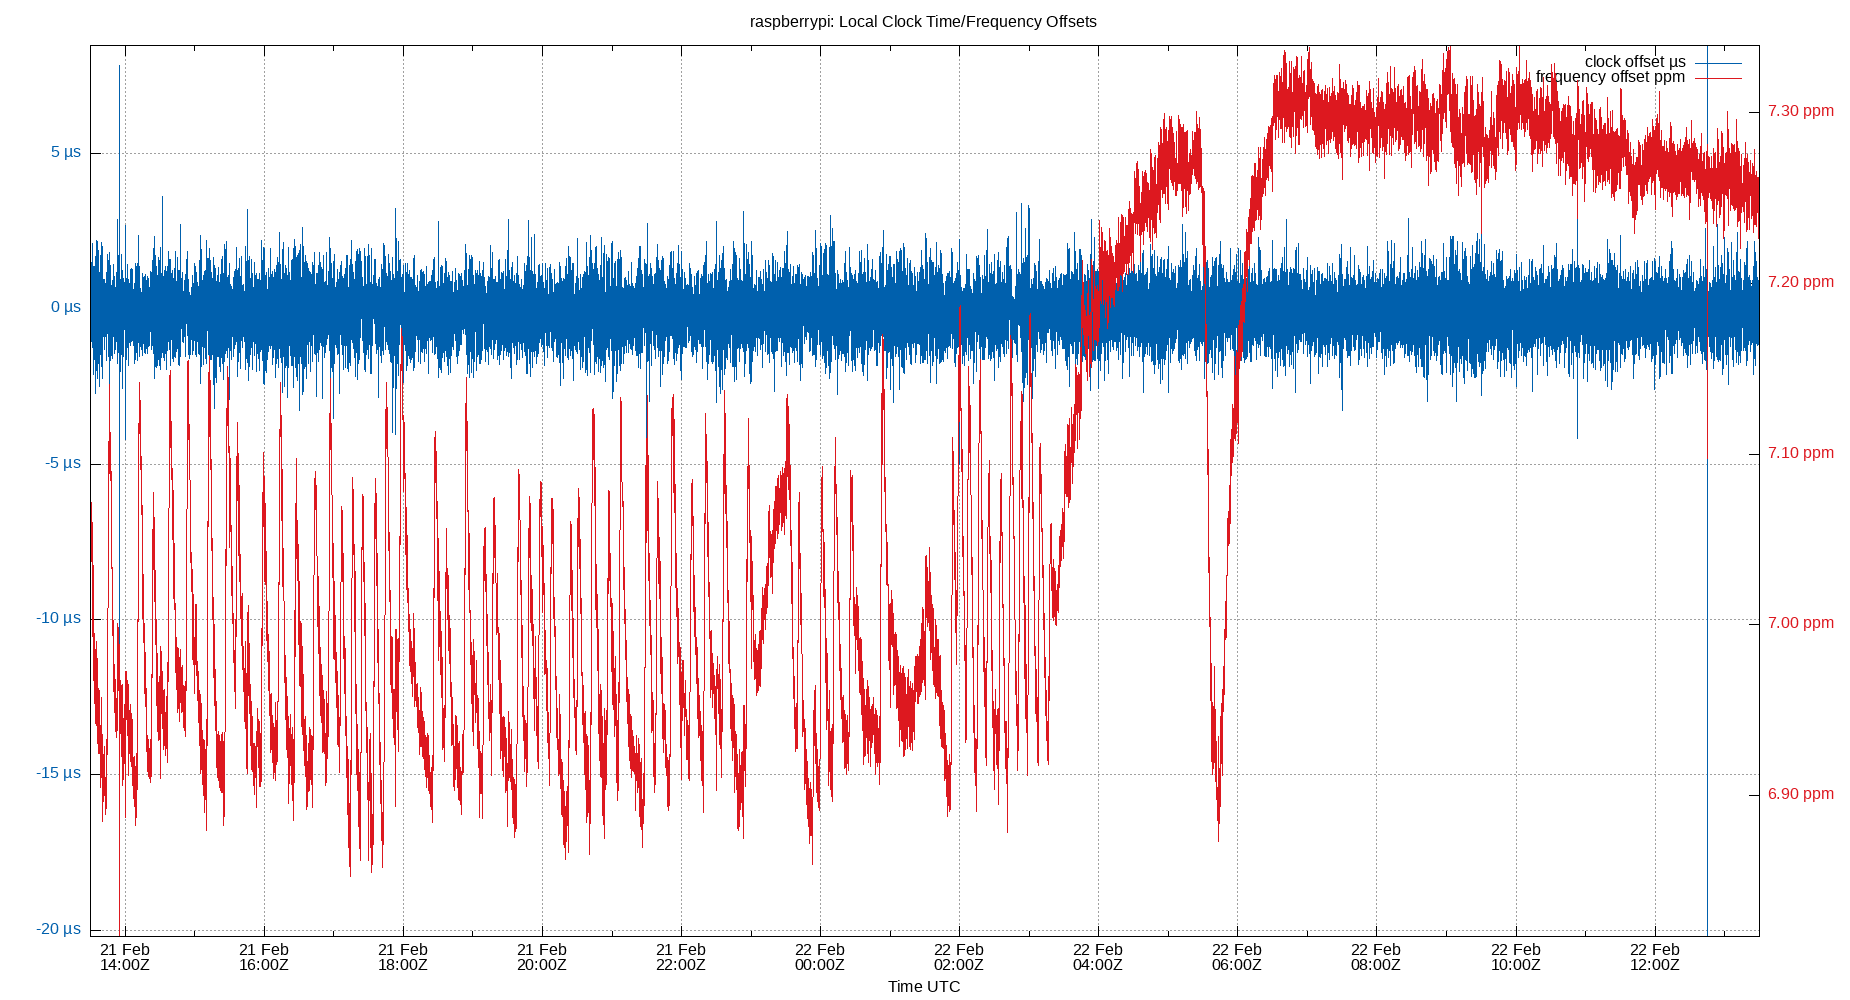 raspberrypi: Local Clock Time/Frequency Offsets
clock offset µs
frequency offset ppm
5 µs
0 µs
-5 µs
-10 µs
-15 µs
-20 µs
7.30 ppm
7.20 ppm
7.10 ppm
7.00 ppm
6.90 ppm
21 Feb 21 Feb 21 Feb 21 Feb 21 Feb 22 Feb 22 Feb 22 Feb 22 Feb 22 Feb 22 Feb 22 Feb
14:00Z 16:00Z 18:00Z 20:00Z 22:00Z 00:00Z 02:00Z 04:00Z 06:00Z 08:00Z 10:00Z 12:00Z
Time UTC